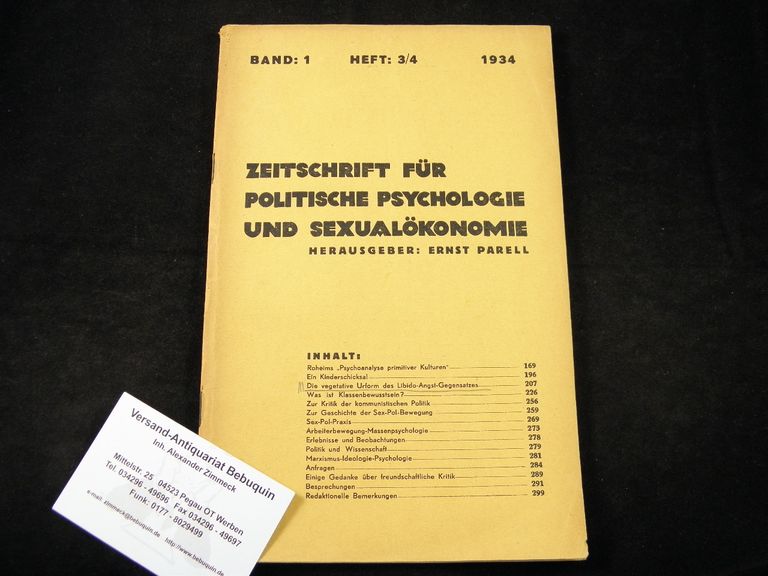 BAND: 1 HEFT: 3/4 1934
ZEITSCHRIFT FÜR
POLITISCHE PSYCHOLOGIE
UND SEXUALÖKONOMIE
HERAUSGEBER: ERNST PARELL
INHALT:
Roheims „Psychoanalyse primitiver Kulturen" 169
Ein Kinderschicksal 196
Die vegetative Urform des Libido-Angst-Gegensatzes 207
Was ist Klassenbewusstsein? 226
Zur Kritik der kommunistischen Politik 256
Zur Geschichte der Sex-Pol-Bewegung 259
Sex-Pol-Praxis 269
Arbeiterbewegung-Massenpsychologie 273
Erlebnisse und Beobachtungen 278
Politik und Wissenschaft 279
Marxismus-Ideologie-Psychologie 281
Anfragen 284
Einige Gedanke über freundschaftliche Kritik 289
Besprechungen 291
Redaktionelle Bemerkungen 299
Versand-Antiquariat Bebuquin
Inh. Alexander Zimmeck
Mittelstr. 25 04523 Pegau OT Werben
Tel. 034296 - 49696 Fax 034296 - 49697
Funk: 0177 - 8029499
e-mail: zimmeck@bebuquin.de http://www.bebuquin.de